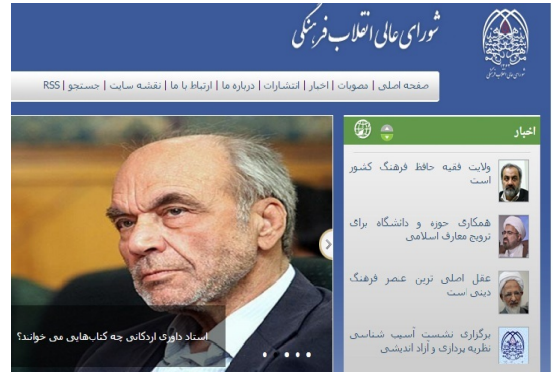 شورای عالی انقلاب فرهنگی
صفحه اصلی | مصوبات | اخبار | انتشارات | درباره ما | ارتباط با ما | نقشه سایت | جستجو | RSS
اخبار
ولایت فقیه حافظ فرهنگ کشور
است
همکاری حوزه و دانشگاه برای
ترویج معارف اسلامی
عقل اصلی ترین عنصر فرهنگ
دینی است
برگزاری نشست آسیب شناسی
نظریه پردازی و آزاد اندیشی
استاد داوری اردکانی چه کتاب‌هایی می خوانند؟